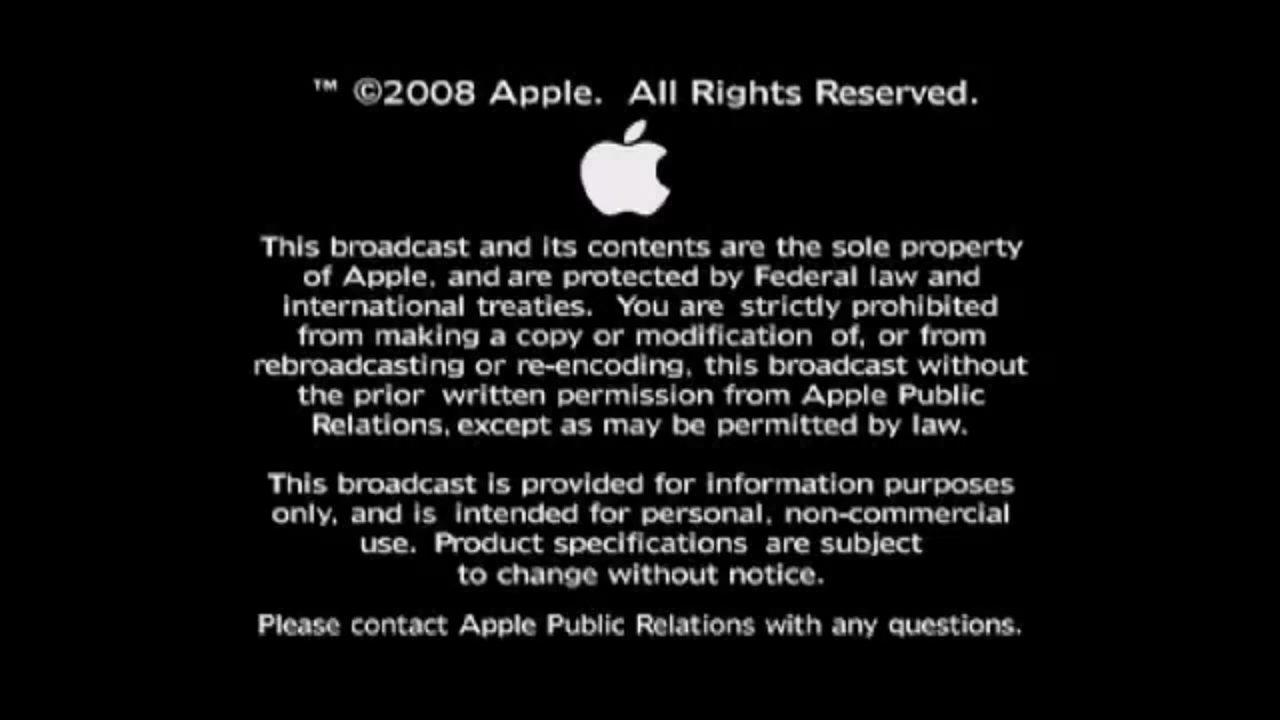 ™ ©2008 Apple. All Rights Reserved.
This broadcast and its contents are the sole property
of Apple, and are protected by Federal law and
international treaties. You are strictly prohibited
from making a copy or modification of, or from
rebroadcasting or re-encoding, this broadcast without
the prior written permission from Apple Public
Relations, except as may be permitted by law.
This broadcast is provided for information purposes
only, and is intended for personal, non-commercial
use. Product specifications are subject
to change without notice.
Please contact Apple Public Relations with any questions.